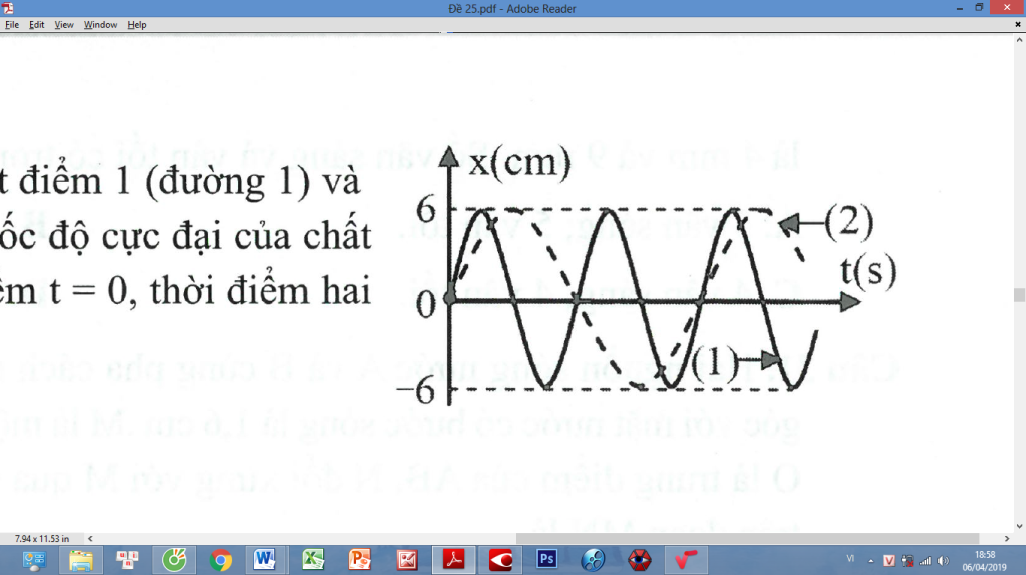 Đề 25.pdf - Adobe Reader
File Edit View Window Help
t điểm 1 (đường 1) và
ốc độ cực đại của chất
ểm t = 0, thời điểm hai
x(cm)
6
(2)
t(s)
0
(1)
−6
7.94 x 11.53 in
VI
18:58
06/04/2019